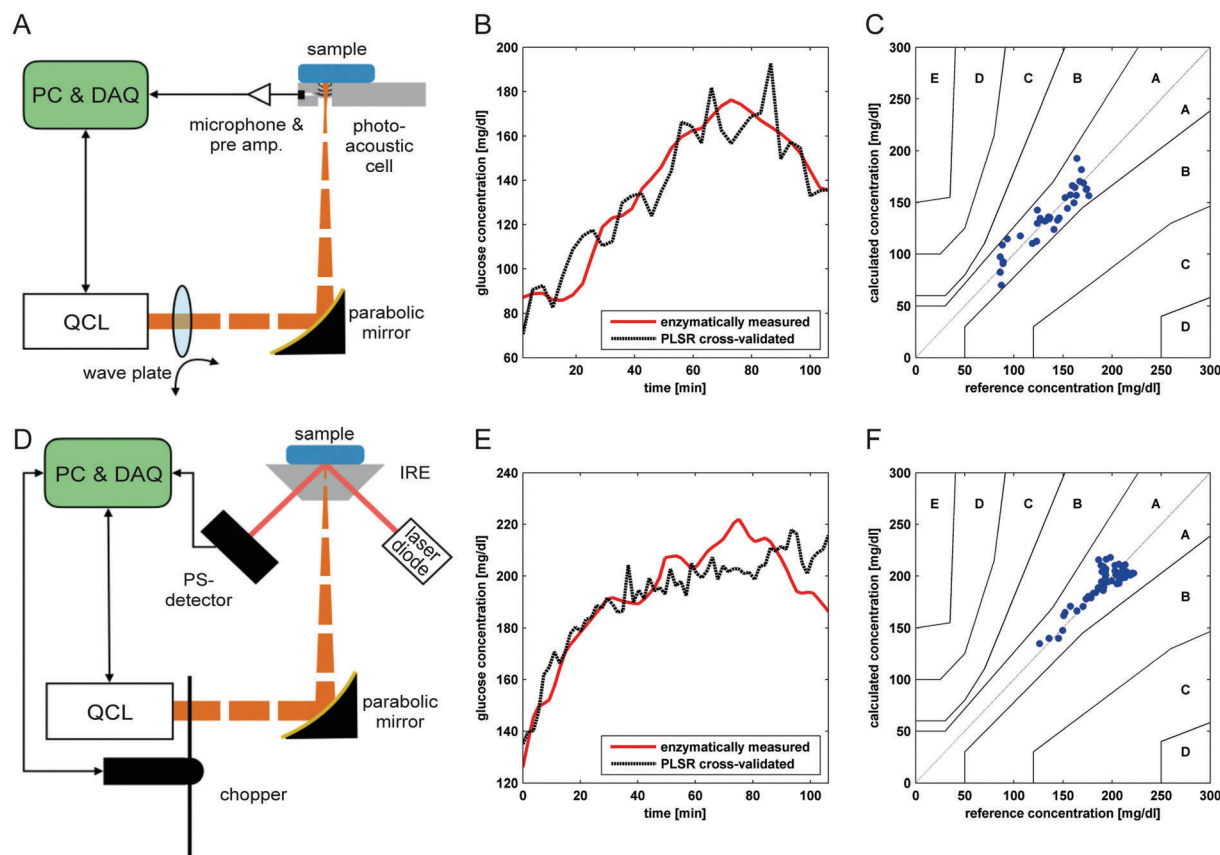 A
sample
PC & DAQ
microphone &
pre amp.
photo-
acoustic
cell
QCL
parabolic
mirror
wave plate
B
200
180
160
140
120
100
80
60
glucose concentration [mg/dl]
enzymatically measured
PLSR cross-validated
20
40
60
80
100
time [min]
C
300
250
200
150
100
50
0
calculated concentration [mg/dl]
E
D
C
B
A
A
B
C
D
0
50
100
150
200
250
300
reference concentration [mg/dl]
D
sample
PC & DAQ
IRE
laser
diode
PS-
detector
QCL
parabolic
mirror
chopper
E
240
220
200
180
160
140
120
glucose concentration [mg/dl]
enzymatically measured
PLSR cross-validated
0
20
40
60
80
100
time [min]
F
300
250
200
150
100
50
0
calculated concentration [mg/dl]
E
D
C
B
A
A
B
C
D
0
50
100
150
200
250
300
reference concentration [mg/dl]